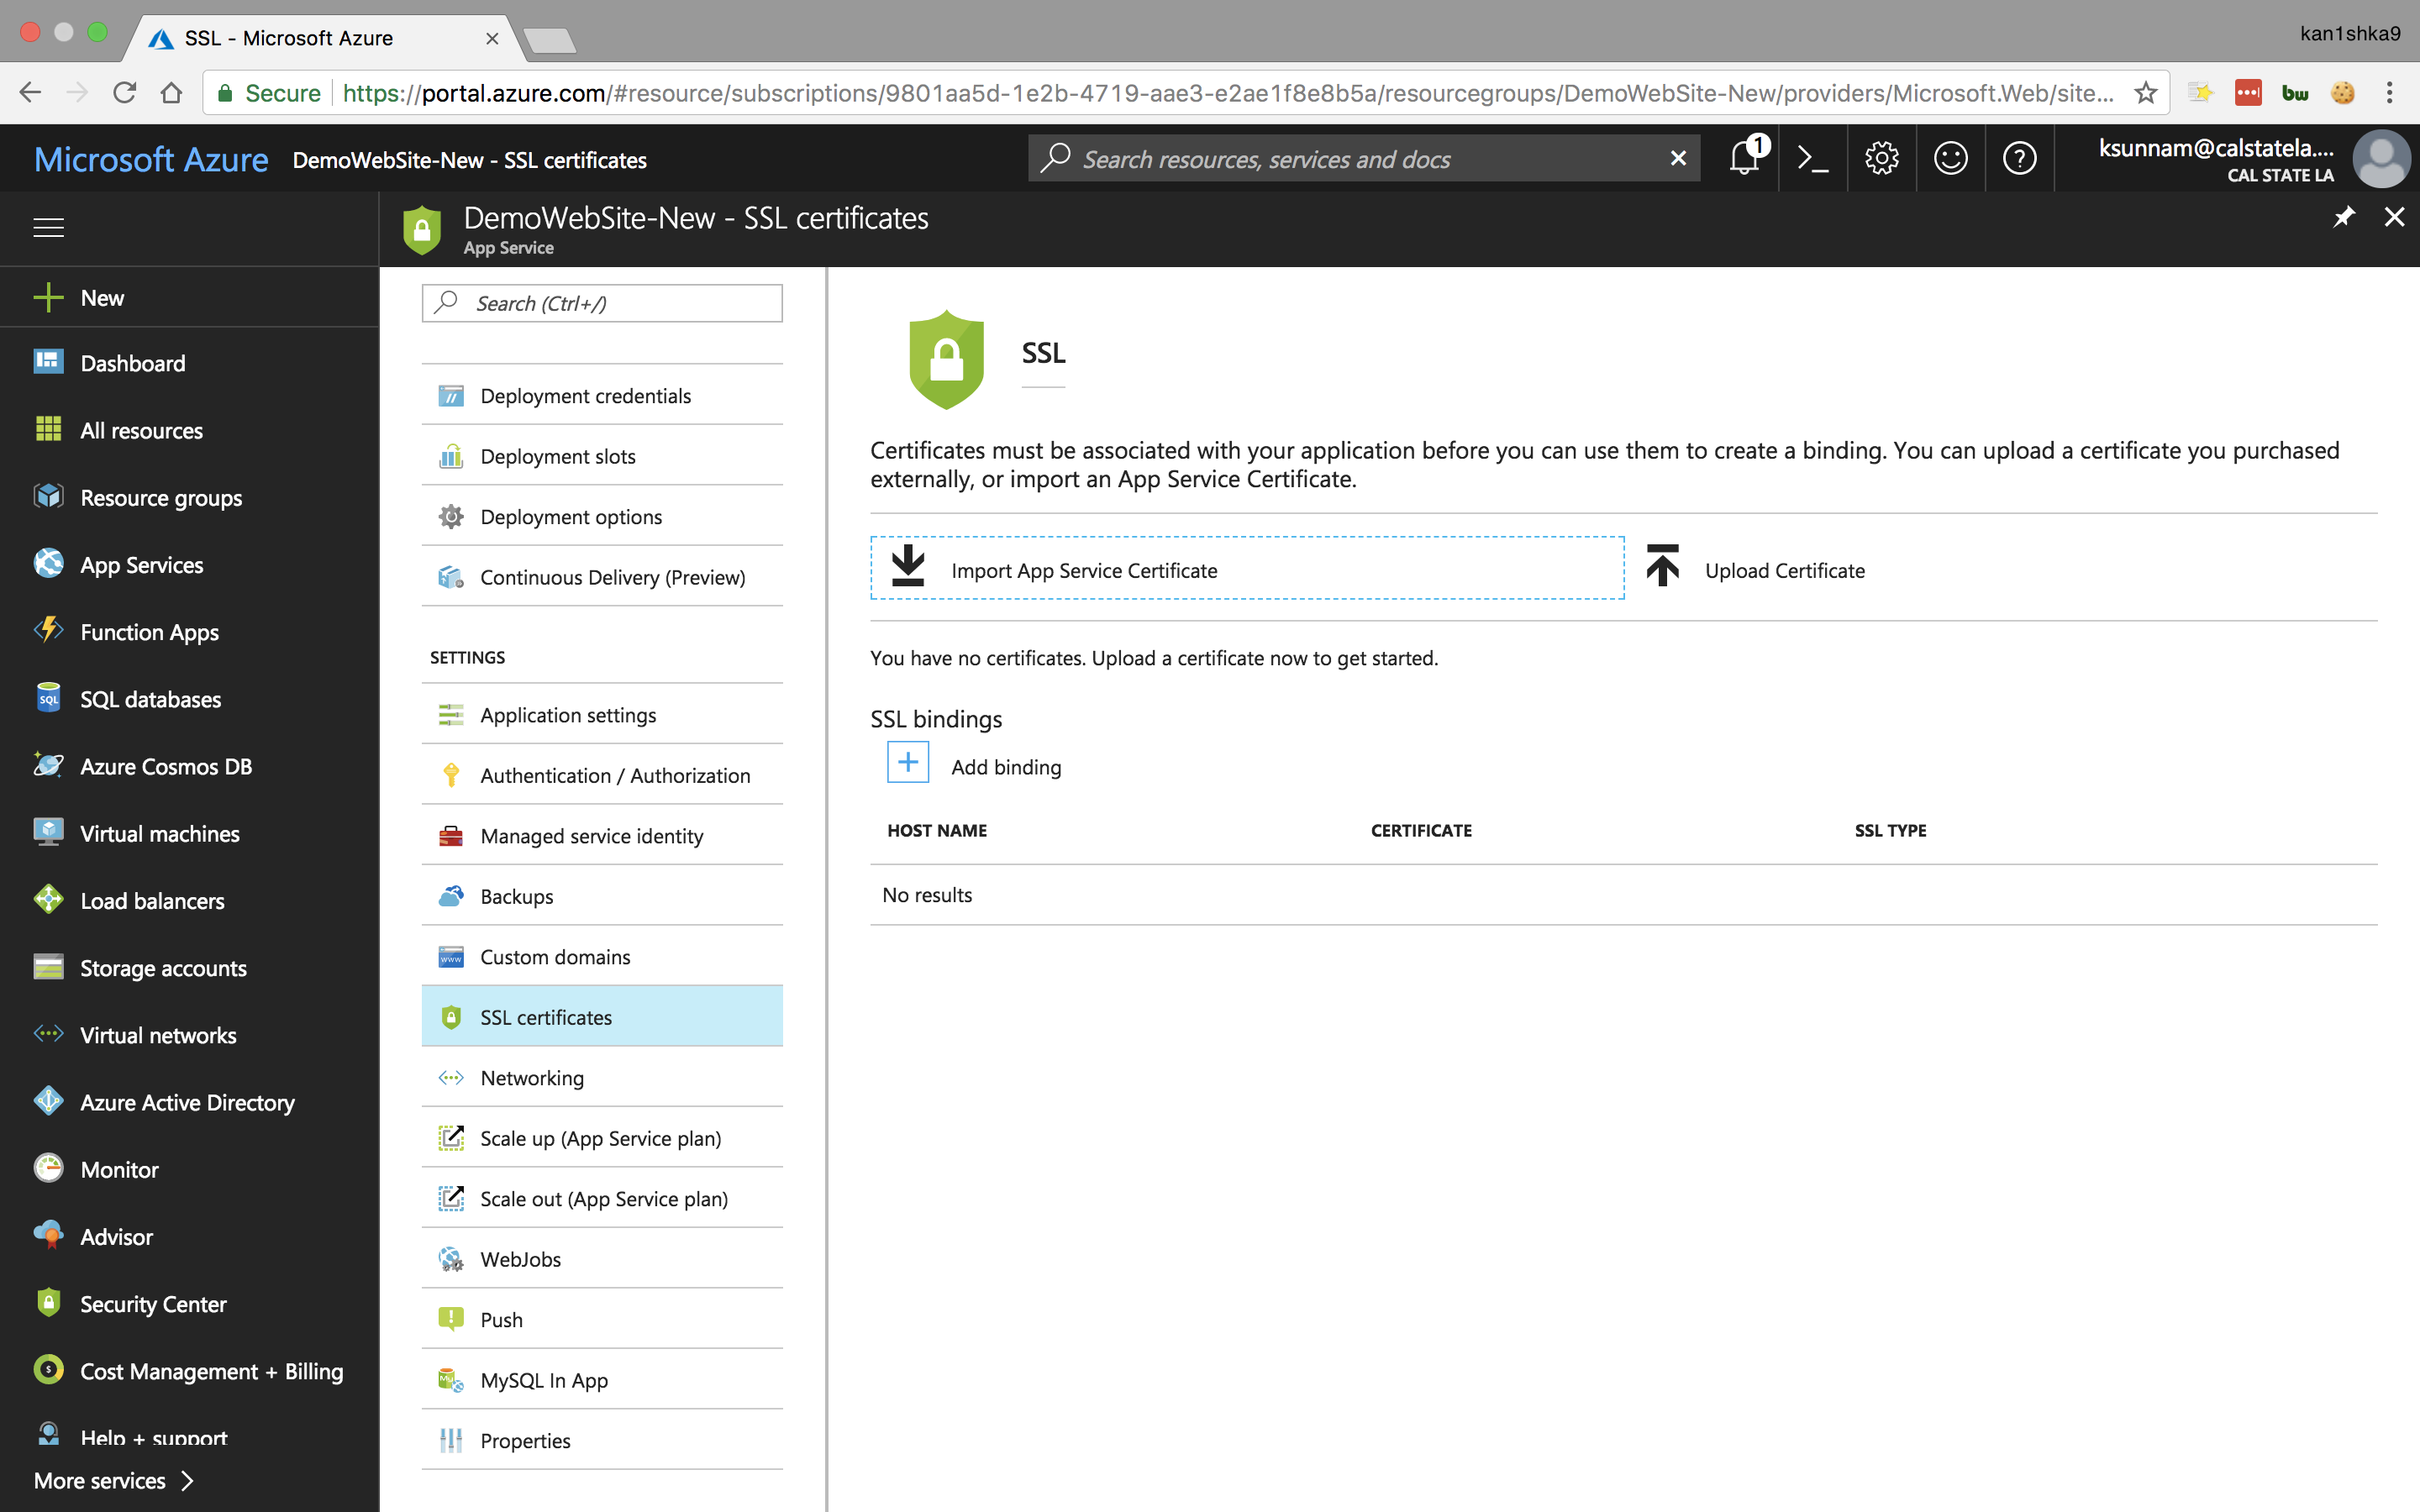 SSL - Microsoft Azure
kan1shka9
Secure https://portal.azure.com/#resource/subscriptions/9801aa5d-1e2b-4719-aae3-e2ae1f8e8b5a/resourcegroups/DemoWebSite-New/providers/Microsoft.Web/site...
bw
Microsoft Azure DemoWebSite-New - SSL certificates
Search resources, services and docs
1
ksunnam@calstatela....
CAL STATE LA
DemoWebSite-New - SSL certificates
App Service
New
Dashboard
All resources
Resource groups
App Services
Function Apps
SQL
SQL databases
Azure Cosmos DB
Virtual machines
Load balancers
Storage accounts
Virtual networks
Azure Active Directory
Monitor
Advisor
Security Center
Cost Management + Billing
Help + support
More services
Search (Ctrl+/)
Deployment credentials
Deployment slots
Deployment options
Continuous Delivery (Preview)
SETTINGS
Application settings
Authentication / Authorization
Managed service identity
Backups
www
Custom domains
SSL certificates
Networking
Scale up (App Service plan)
Scale out (App Service plan)
WebJobs
Push
My
MySQL In App
Properties
SSL
Certificates must be associated with your application before you can use them to create a binding. You can upload a certificate you purchased
externally, or import an App Service Certificate.
Import App Service Certificate
Upload Certificate
You have no certificates. Upload a certificate now to get started.
SSL bindings
Add binding
HOST NAME CERTIFICATE SSL TYPE
No results